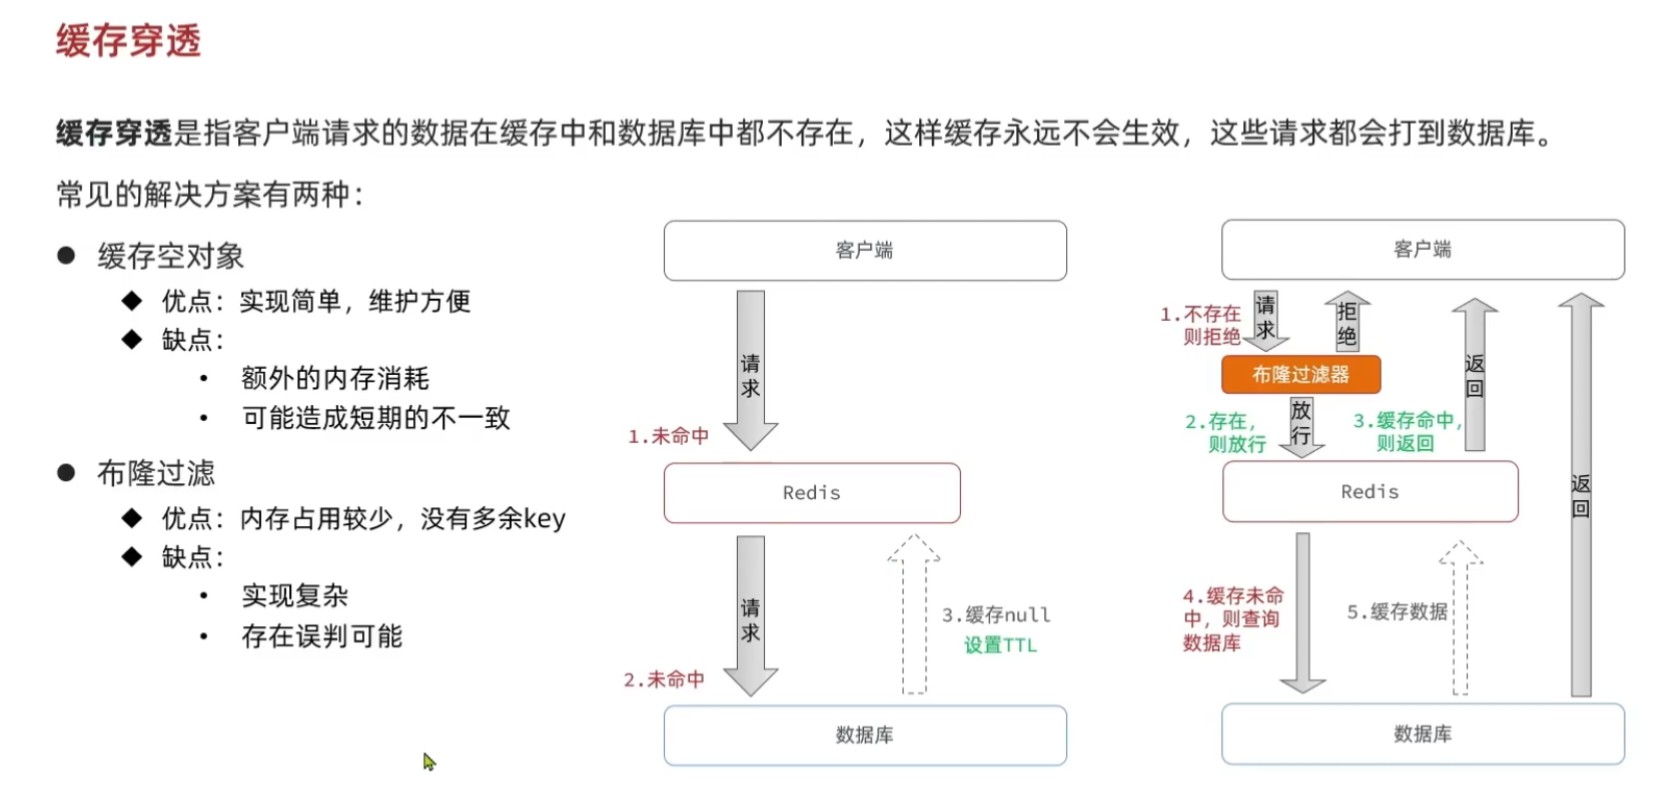 缓存穿透
缓存穿透是指客户端请求的数据在缓存中和数据库中都不存在，这样缓存永远不会生效，这些请求都会打到数据库。
常见的解决方案有两种：
缓存空对象
优点：实现简单，维护方便
缺点：
额外的内存消耗
可能造成短期的不一致
布隆过滤
优点：内存占用较少，没有多余key
缺点：
实现复杂
存在误判可能
客户端
请求
1.未命中
Redis
请求
2.未命中
3.缓存null
设置TTL
数据库
客户端
1.不存在
则拒绝
请求
拒绝
布隆过滤器
2.存在，
则放行
放行
3.缓存命中，
则返回
返回
Redis
返回
4.缓存未命
中，则查询
数据库
5.缓存数据
数据库